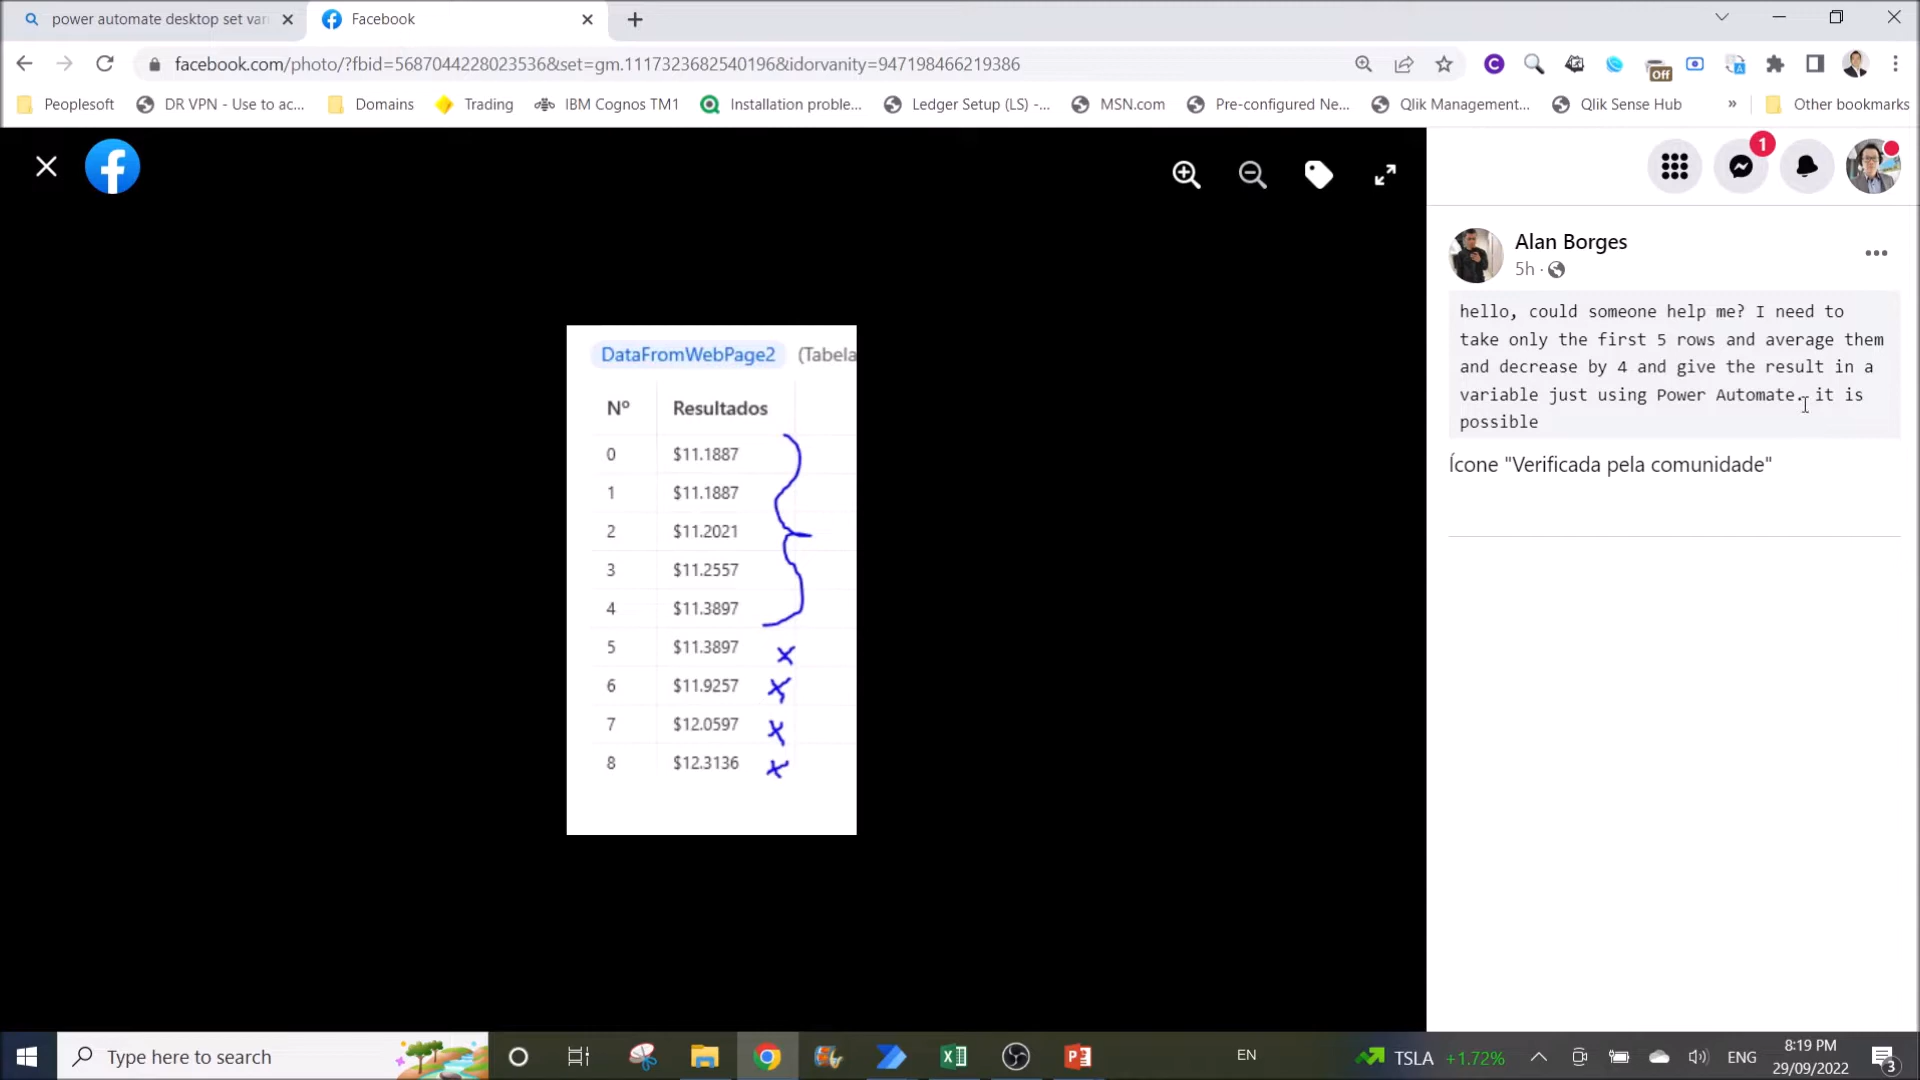 power automate desktop set var
Facebook
facebook.com/photo/?fbid=5687044228023536&set=gm.1117323682540196&idorvanity=947198466219386
Off
Peoplesoft
DR VPN - Use to ac...
Domains
Trading
IBM Cognos TM1
Installation proble...
Ledger Setup (LS) -...
MSN.com
Pre-configured Ne...
Qlik Management...
Qlik Sense Hub
»
Other bookmarks
1
Alan Borges
5h ·
hello, could someone help me? I need to
take only the first 5 rows and average them
and decrease by 4 and give the result in a
variable just using Power Automate. it is
possible
Ícone "Verificada pela comunidade"
DataFromWebPage2 (Tabela
Nº Resultados
0 $11.1887
1 $11.1887
2 $11.2021
3 $11.2557
4 $11.3897
5 $11.3897 x
6 $11.9257 x
7 $12.0597 x
8 $12.3136 x
Type here to search
EN
TSLA +1.72%
ENG
8:19 PM
29/09/2022
3